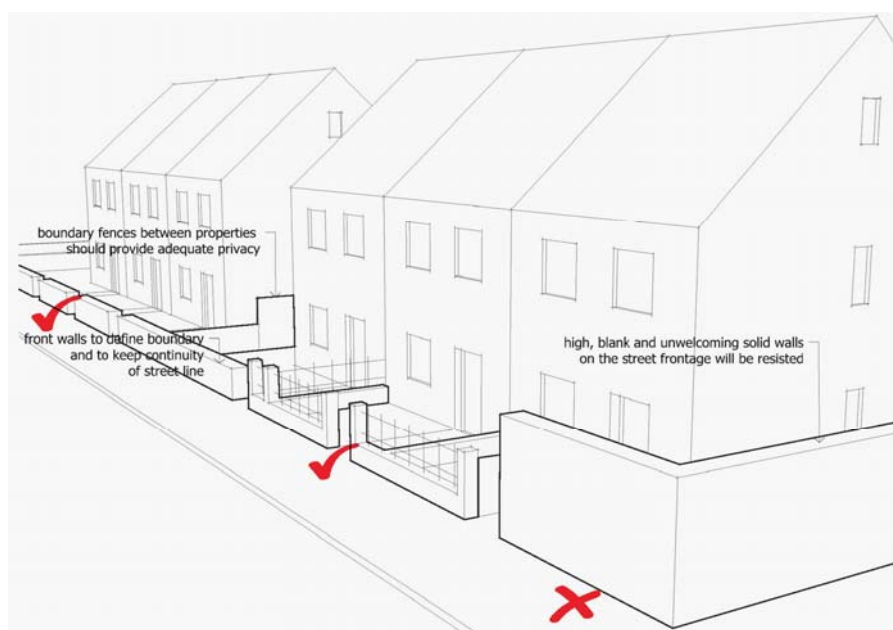 boundary fences between properties
should provide adequate privacy
front walls to define boundary
and to keep continuity
of street line
high, blank and unwelcoming solid walls
on the street frontage will be resisted